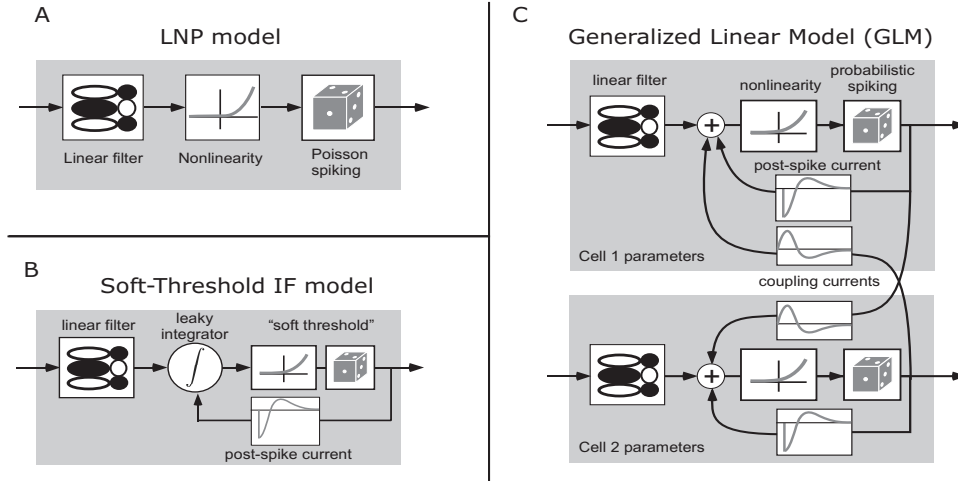 A
LNP model
Linear filter
Nonlinearity
Poisson
spiking
B
Soft-Threshold IF model
linear filter
leaky
integrator
“soft threshold”
∫
post-spike current
C
Generalized Linear Model (GLM)
linear filter
nonlinearity
probabilistic
spiking
+
post-spike current
Cell 1 parameters
coupling currents
+
Cell 2 parameters